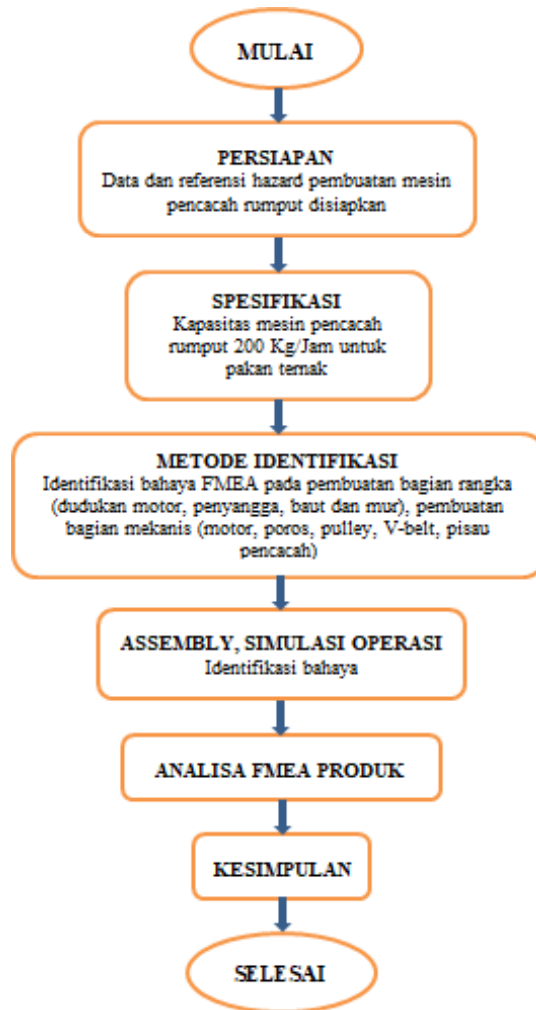 MULAI
PERSIAPAN
Data dan referensi hazard pembuatan mesin
pencacah rumput disiapkan
SPESIFIKASI
Kapasitas mesin pencacah
rumput 200 Kg/Jam untuk
pakan ternak
METODE IDENTIFIKASI
Identifikasi bahaya FMEA pada pembuatan bagian rangka
(dudukan motor, penyangga, baut dan mur), pembuatan
bagian mekanis (motor, poros, pulley, V-belt, pisau
pencacah)
ASSEMBLY, SIMULASI OPERASI
Identifikasi bahaya
ANALISA FMEA PRODUK
KESIMPULAN
SELESAI